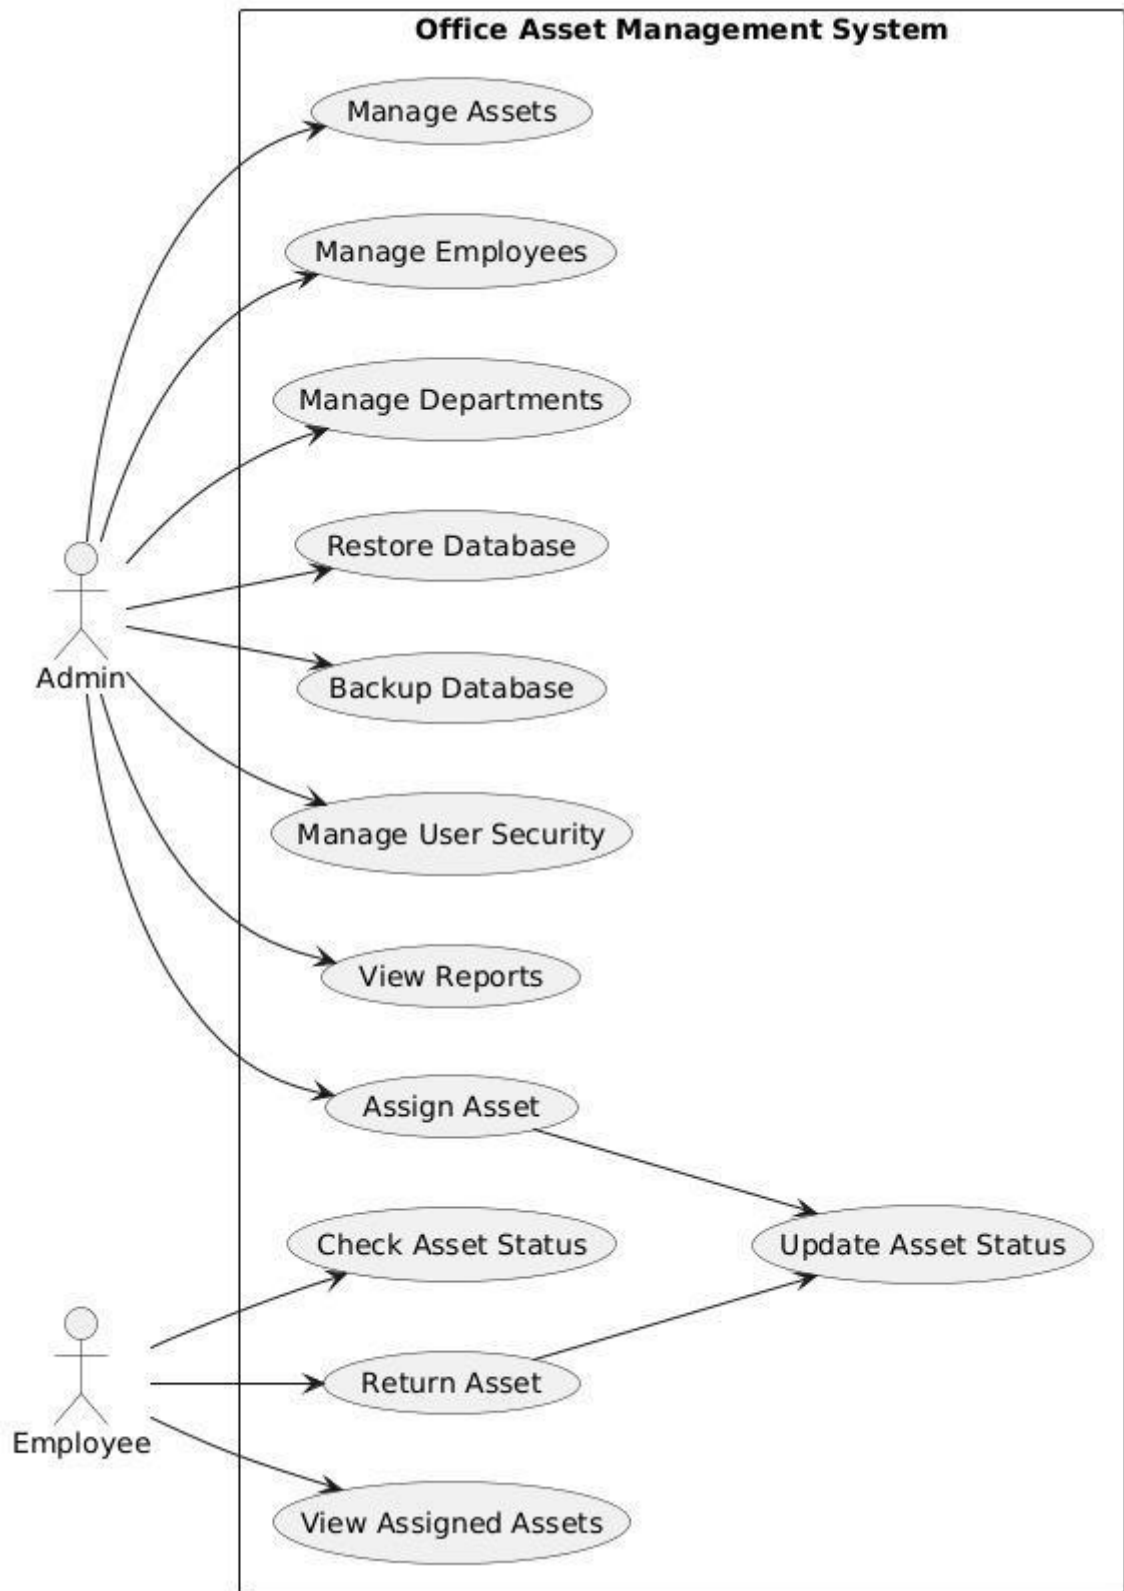 Office Asset Management System
Manage Assets
Manage Employees
Manage Departments
Restore Database
Admin
Backup Database
Manage User Security
View Reports
Assign Asset
Check Asset Status
Update Asset Status
Return Asset
Employee
View Assigned Assets